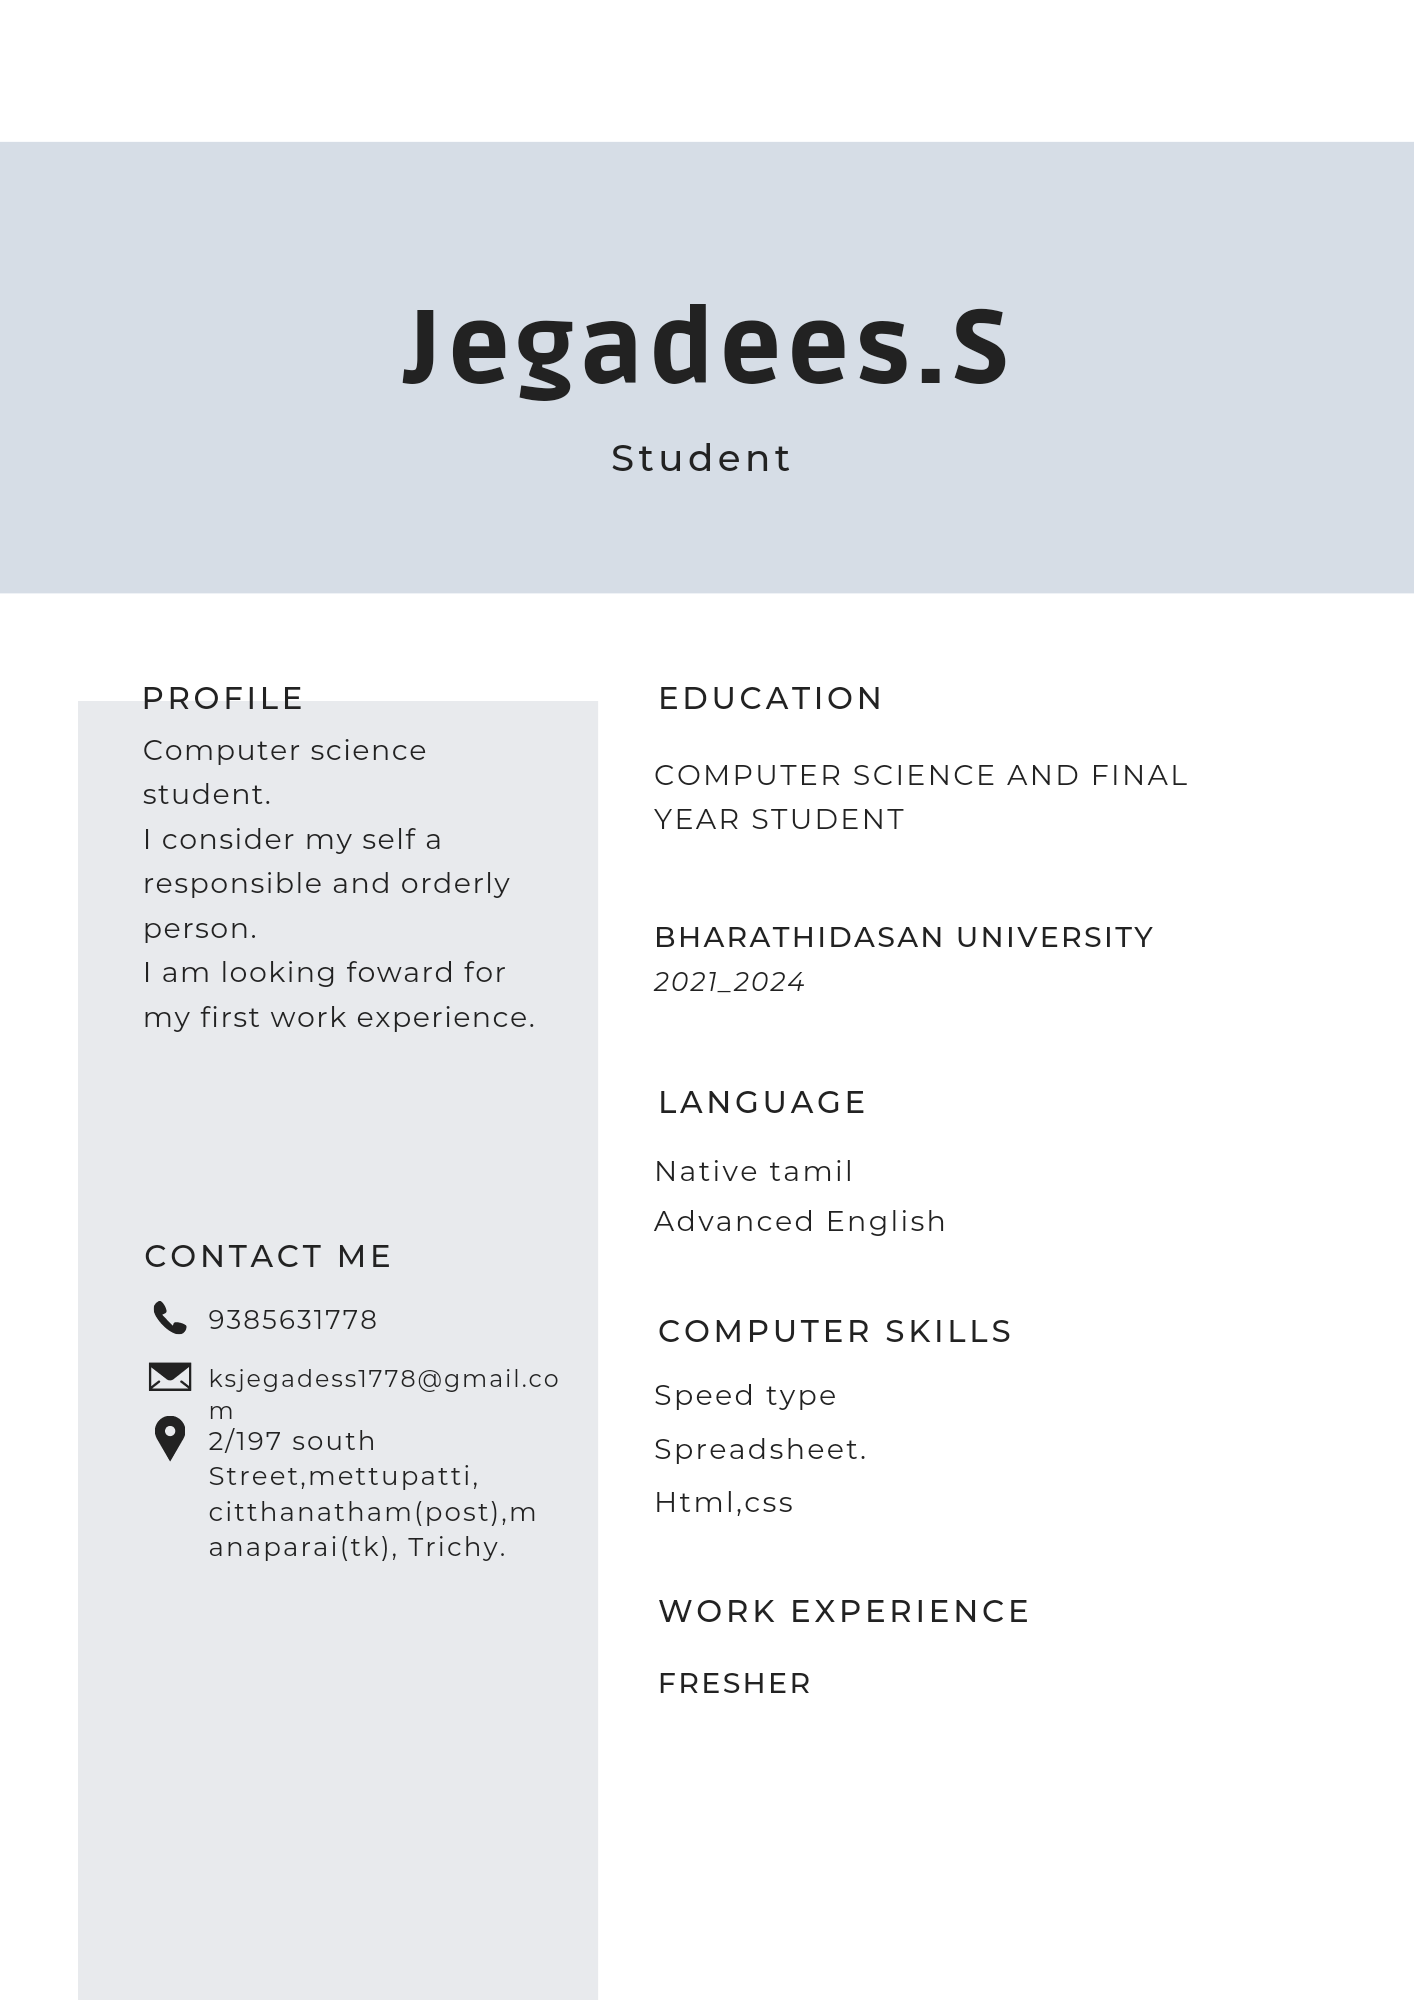 Jegadees.S
Student
PROFILE
Computer science
student.
I consider my self a
responsible and orderly
person.
I am looking foward for
my first work experience.
CONTACT ME
9385631778
ksjegadess1778@gmail.co
m
2/197 south
Street,mettupatti,
citthanatham(post),m
anaparai(tk), Trichy.
EDUCATION
COMPUTER SCIENCE AND FINAL
YEAR STUDENT
BHARATHIDASAN UNIVERSITY
2021_2024
LANGUAGE
Native tamil
Advanced English
COMPUTER SKILLS
Speed type
Spreadsheet.
Html,css
WORK EXPERIENCE
FRESHER